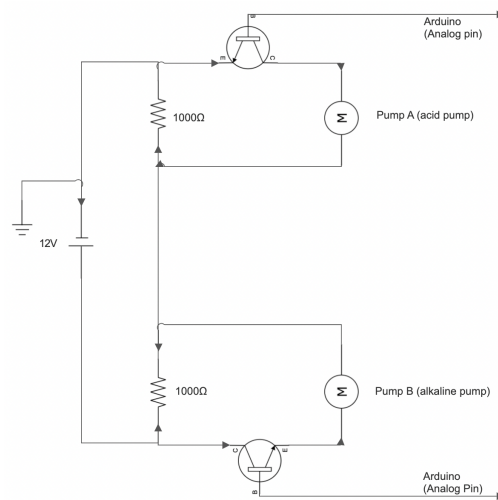 B
Arduino
(Analog pin)
E
C
1000Ω
M
Pump A (acid pump)
12V
1000Ω
M
Pump B (alkaline pump)
C
E
B
Arduino
(Analog Pin)